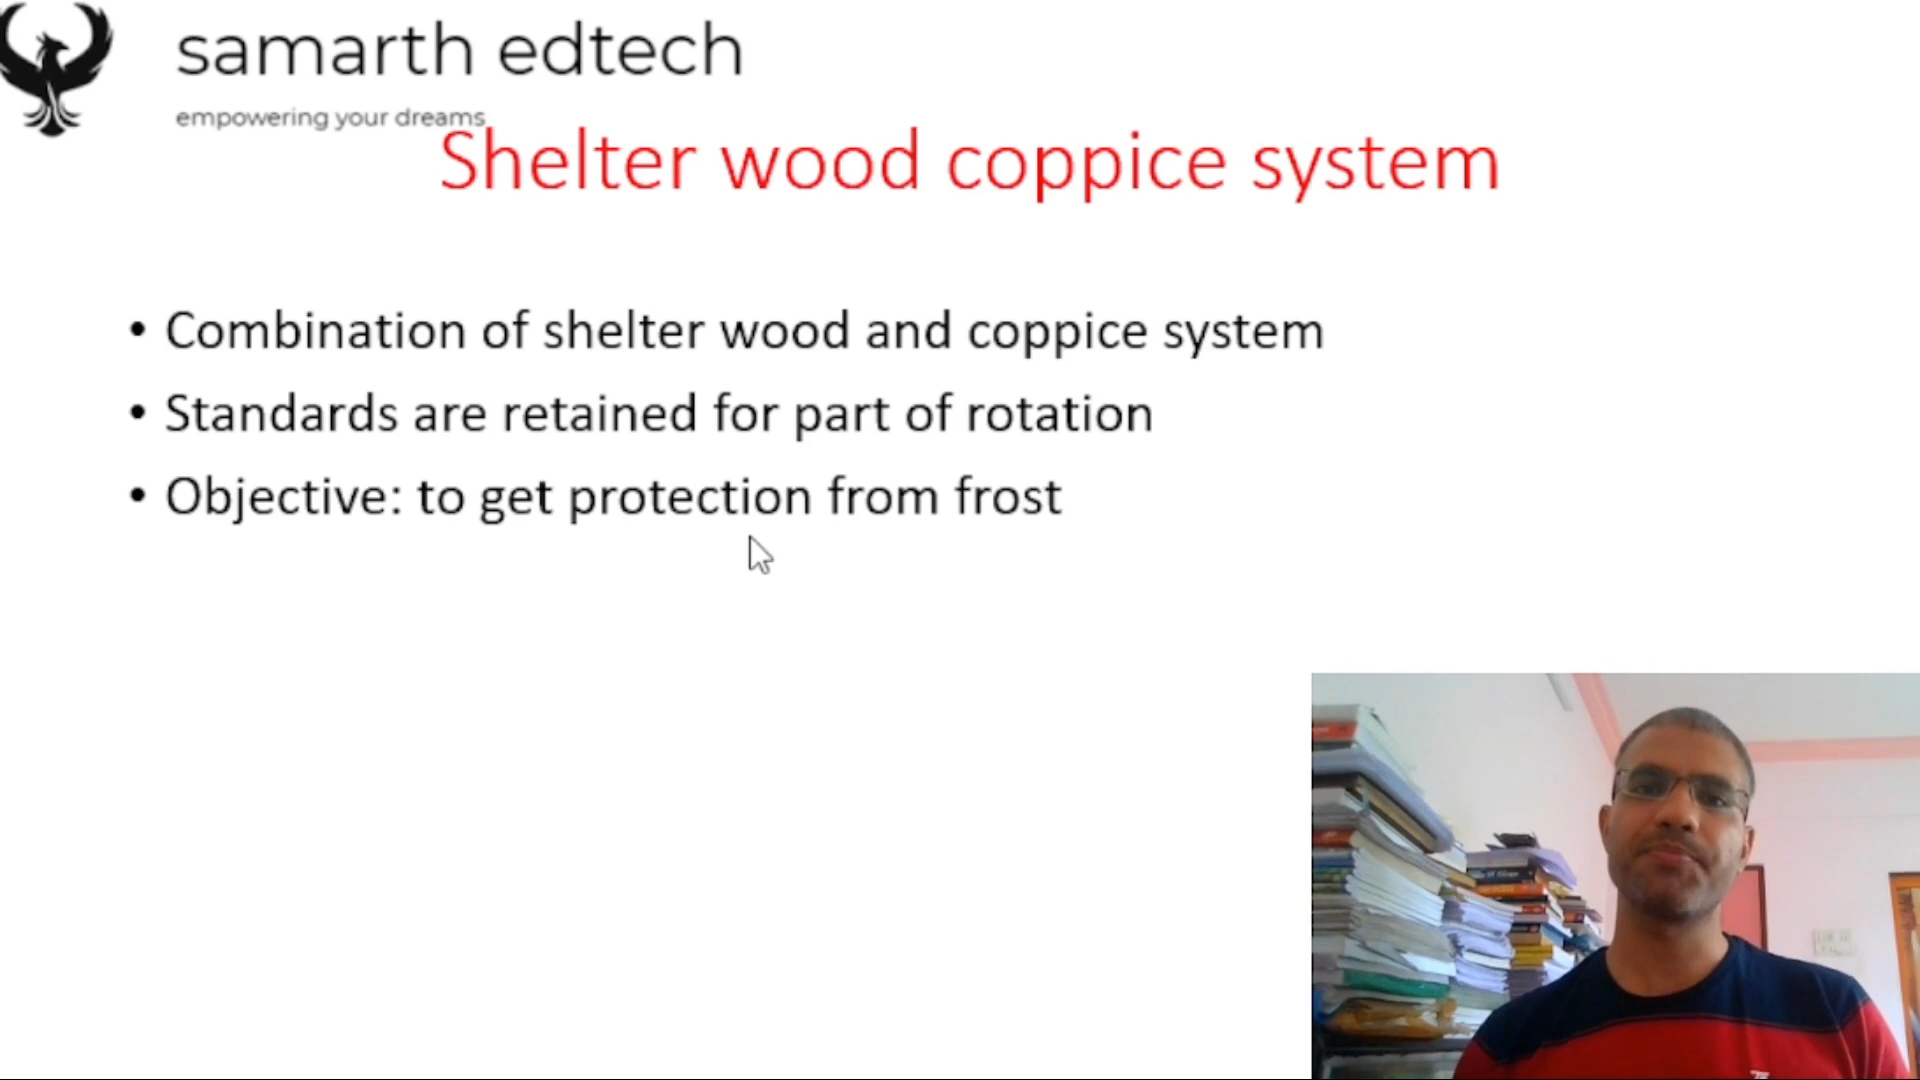 samarth edtech
empowering your dreams
Shelter wood coppice system
• Combination of shelter wood and coppice system
• Standards are retained for part of rotation
• Objective: to get protection from frost